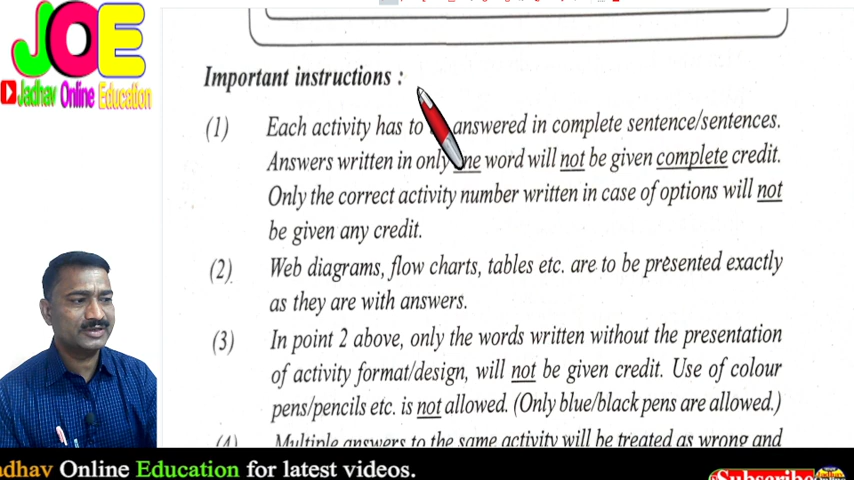 JOE
Jadhav Online Education
Important instructions :
(1) Each activity has to answered in complete sentence/sentences.
Answers written in only one word will not be given complete credit.
Only the correct activity number written in case of options will not
be given any credit.
(2) Web diagrams, flow charts, tables etc. are to be presented exactly
as they are with answers.
(3) In point 2 above, only the words written without the presentation
of activity format/design, will not be given credit. Use of colour
pens/pencils etc. is not allowed. (Only blue/black pens are allowed.)
(4) Multiple answers to the same activity will be treated as wrong and
adhav Online Education for latest videos.
Subscribe